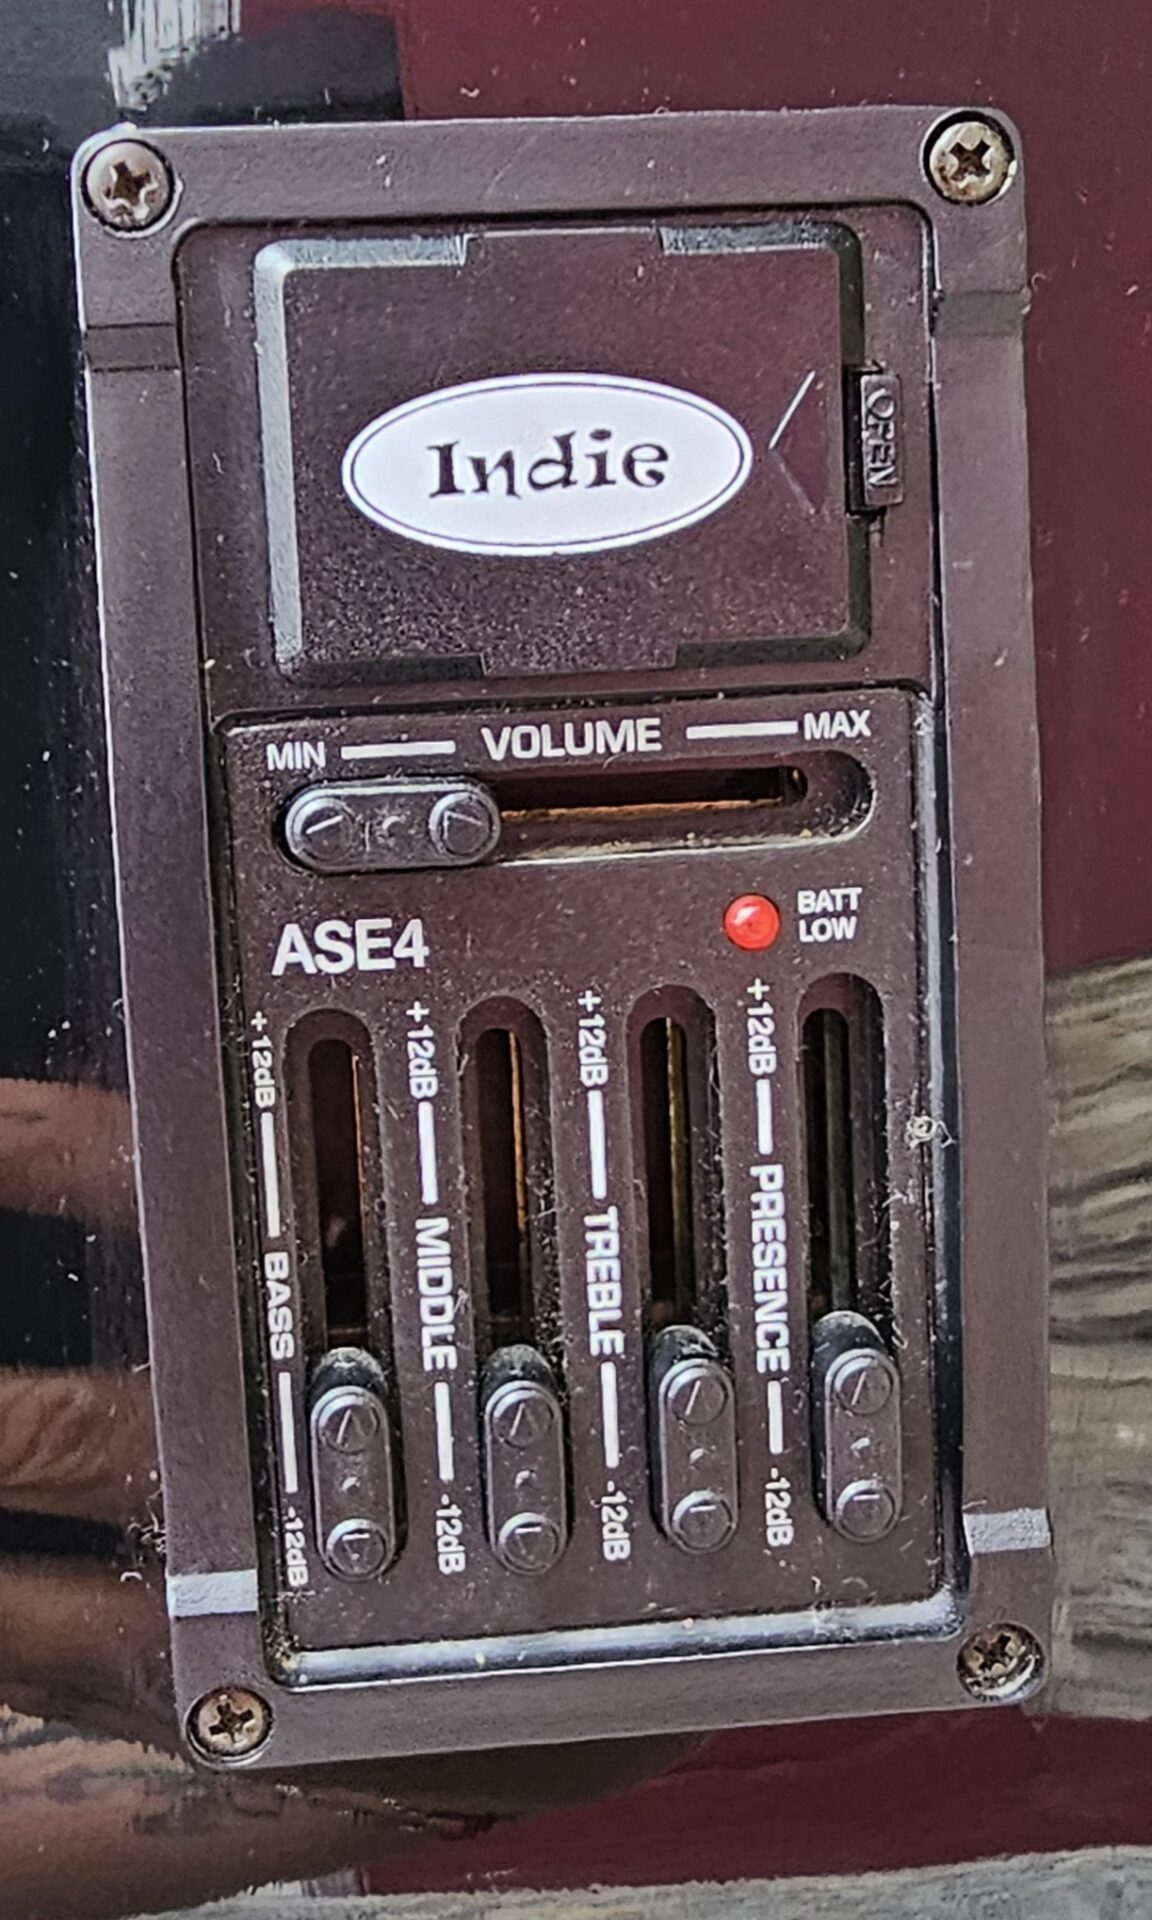 Indie
OPEN
MIN VOLUME MAX
BATT
LOW
ASE4
+12dB BASS -12dB
+12dB MIDDLE -12dB
+12dB TREBLE -12dB
+12dB PRESENCE -12dB